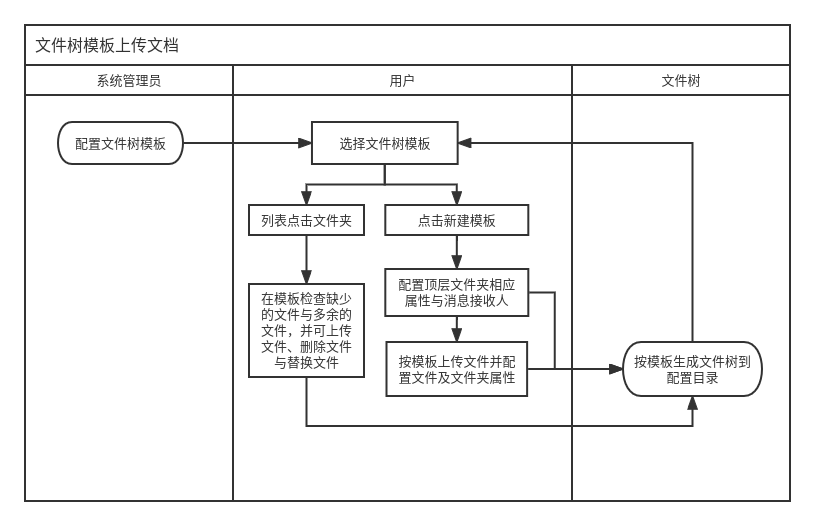 文件树模板上传文档
系统管理员
用户
文件树
配置文件树模板
选择文件树模板
列表点击文件夹
点击新建模板
在模板检查缺少
的文件与多余的
文件，并可上传
文件、删除文件
与替换文件
配置顶层文件夹相应
属性与消息接收人
按模板上传文件并配
置文件及文件夹属性
按模板生成文件树到
配置目录